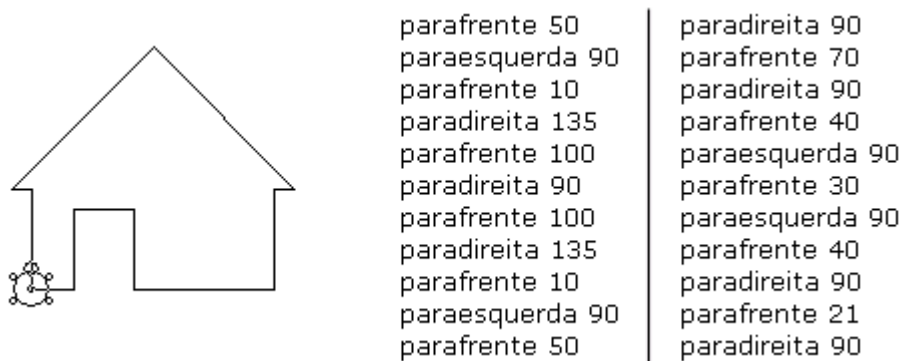 parafrente 50
paraesquerda 90
parafrente 10
paradireita 135
parafrente 100
paradireita 90
parafrente 100
paradireita 135
parafrente 10
paraesquerda 90
parafrente 50
paradireita 90
parafrente 70
paradireita 90
parafrente 40
paraesquerda 90
parafrente 30
paraesquerda 90
parafrente 40
paradireita 90
parafrente 21
paradireita 90